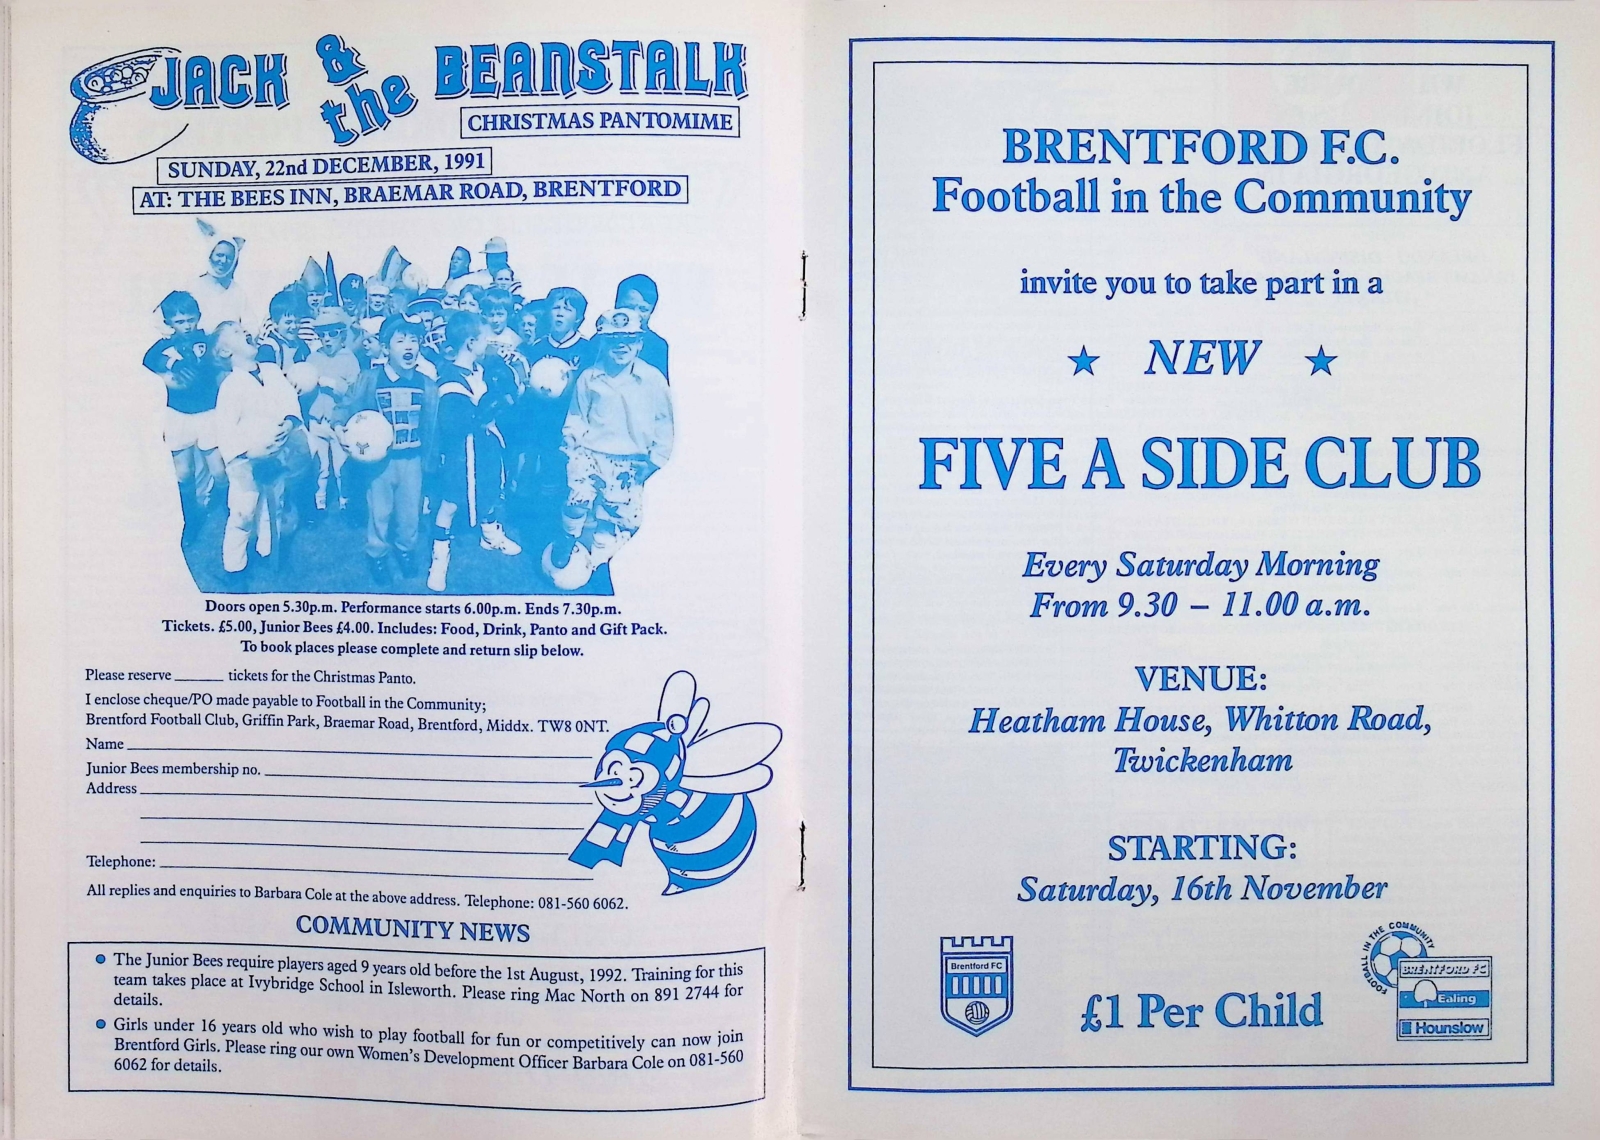 JACK & the BEANSTALK
CHRISTMAS PANTOMIME
SUNDAY, 22nd DECEMBER, 1991
AT: THE BEES INN, BRAEMAR ROAD, BRENTFORD
Doors open 5.30p.m. Performance starts 6.00p.m. Ends 7.30p.m.
Tickets. £5.00, Junior Bees £4.00. Includes: Food, Drink, Panto and Gift Pack.
To book places please complete and return slip below.
Please reserve ______ tickets for the Christmas Panto.
I enclose cheque/PO made payable to Football in the Community;
Brentford Football Club, Griffin Park, Braemar Road, Brentford, Middx. TW8 0NT.
Name
Junior Bees membership no.
Address
Telephone:
All replies and enquiries to Barbara Cole at the above address. Telephone: 081-560 6062.
COMMUNITY NEWS
● The Junior Bees require players aged 9 years old before the 1st August, 1992. Training for this
team takes place at Ivybridge School in Isleworth. Please ring Mac North on 891 2744 for
details.
● Girls under 16 years old who wish to play football for fun or competitively can now join
Brentford Girls. Please ring our own Women's Development Officer Barbara Cole on 081-560
6062 for details.
BRENTFORD F.C.
Football in the Community
invite you to take part in a
★ NEW ★
FIVE A SIDE CLUB
Every Saturday Morning
From 9.30 – 11.00 a.m.
VENUE:
Heatham House, Whitton Road,
Twickenham
STARTING:
Saturday, 16th November
Brentford FC
£1 Per Child
FOOTBALL IN THE COMMUNITY
BRENTFORD FC
Ealing
Hounslow